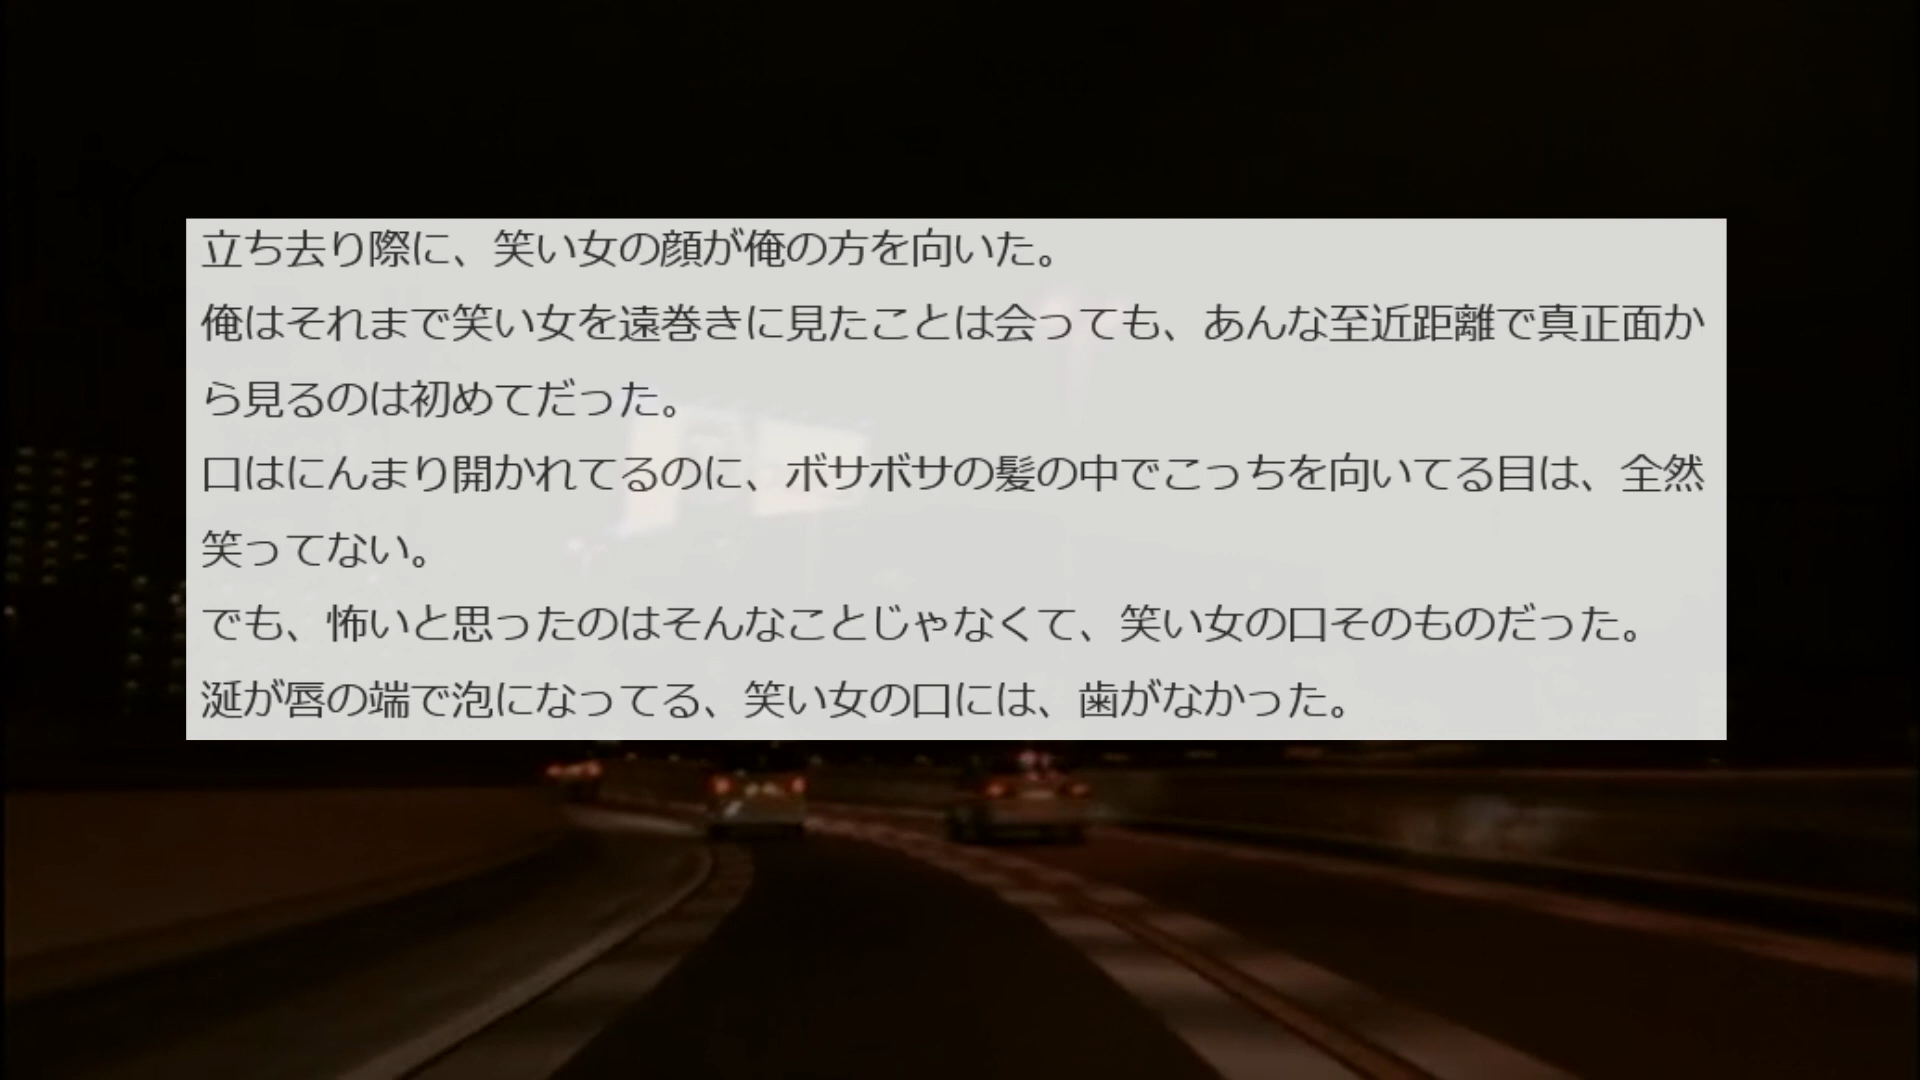 立ち去り際に、笑い女の顔が俺の方を向いた。
俺はそれまで笑い女を遠巻きに見たことは会っても、あんな至近距離で真正面か
ら見るのは初めてだった。
口はにんまり開かれてるのに、ボサボサの髪の中でこっちを向いてる目は、全然
笑ってない。
でも、怖いと思ったのはそんなことじゃなくて、笑い女の口そのものだった。
涎が唇の端で泡になってる、笑い女の口には、歯がなかった。